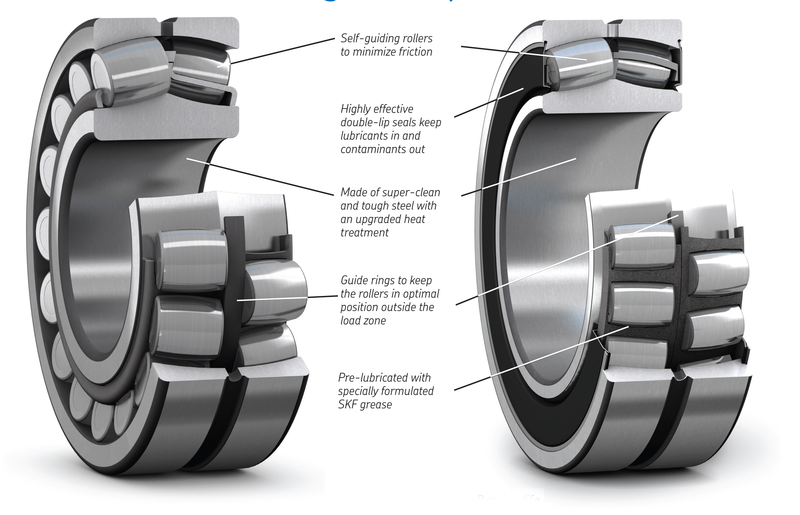 Self-guiding rollers
to minimize friction
Highly effective
double-lip seals keep
lubricants in and
contaminants out
Made of super-clean
and tough steel with
an upgraded heat
treatment
Guide rings to keep
the rollers in optimal
position outside the
load zone
Pre-lubricated with
specially formulated
SKF grease